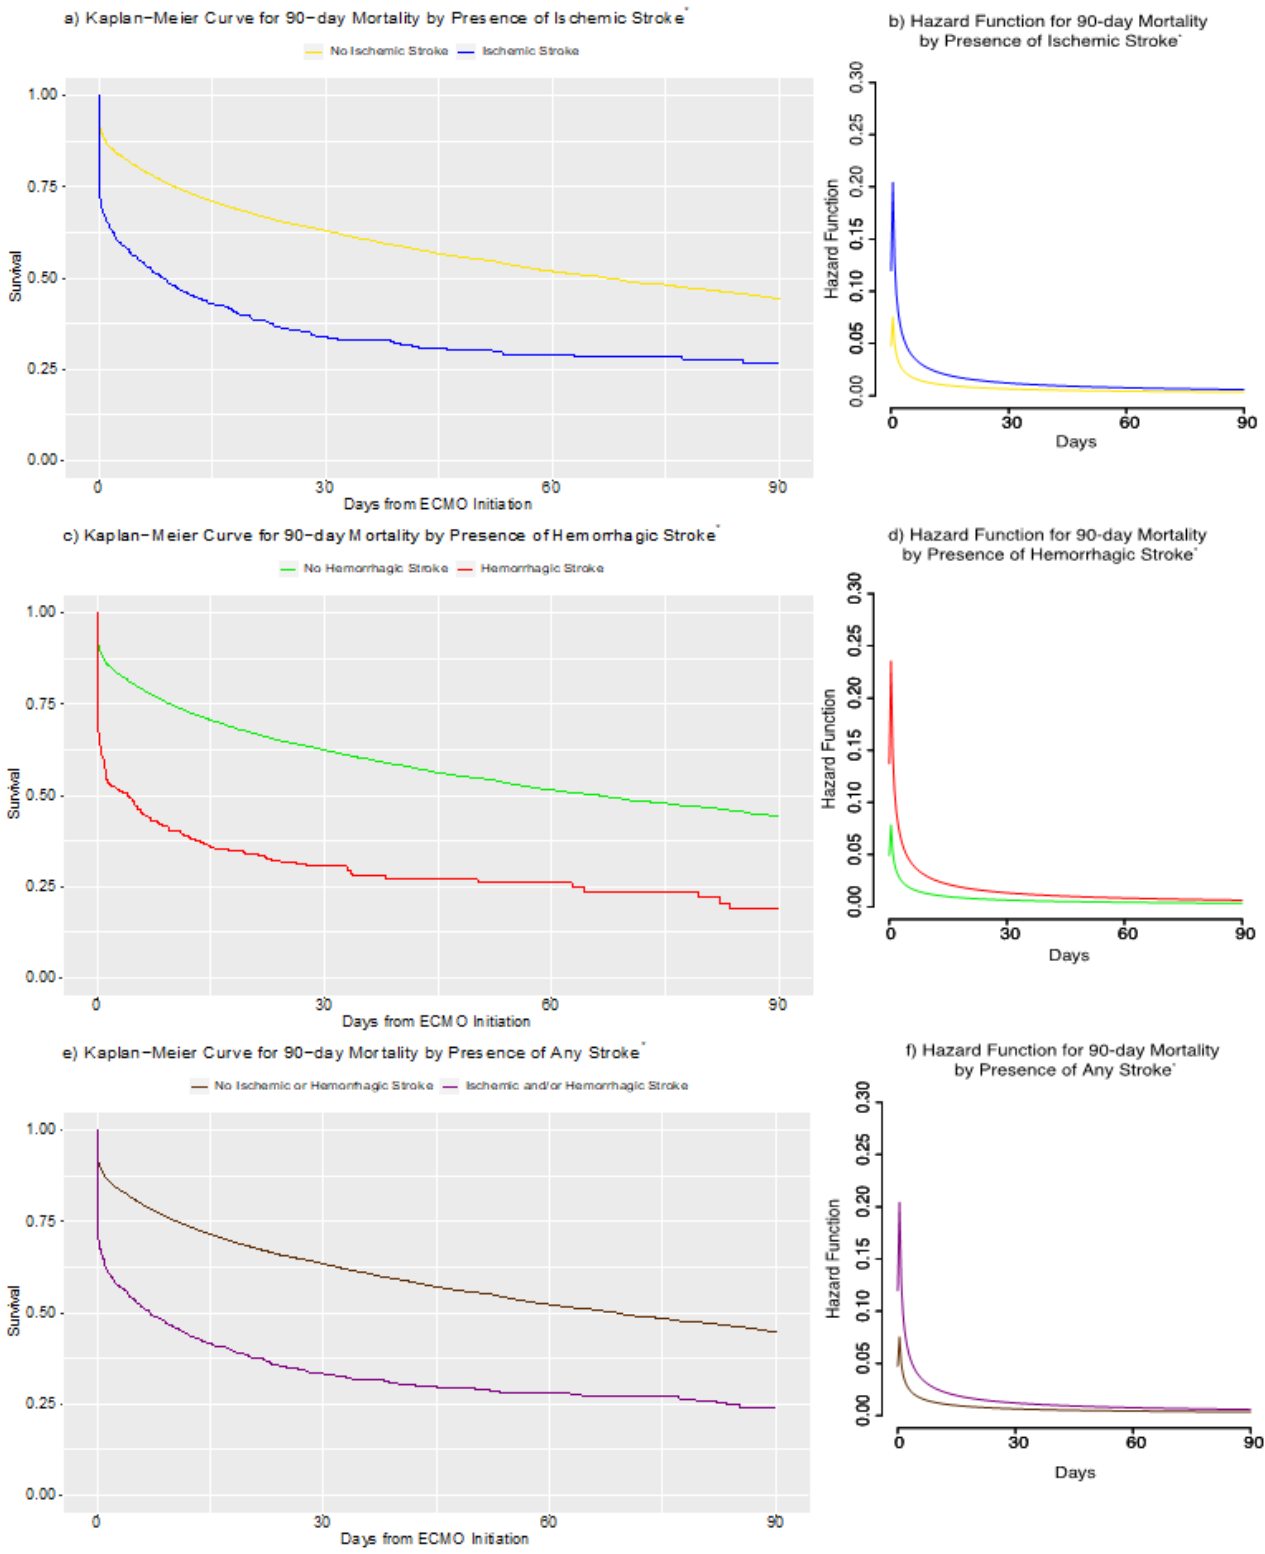 a) Kaplan−Meier Curve for 90−day Mortality by Presence of Ischemic Stroke*
No Ischemic Stroke Ischemic Stroke
1.00
0.75
0.50
0.25
0.00
Survival
0 30 60 90
Days from ECMO Initiation
b) Hazard Function for 90-day Mortality
by Presence of Ischemic Stroke*
0.30
0.25
0.20
0.15
0.10
0.05
0.00
Hazard Function
0 30 60 90
Days
c) Kaplan−Meier Curve for 90−day Mortality by Presence of Hemorrhagic Stroke*
No Hemorrhagic Stroke Hemorrhagic Stroke
1.00
0.75
0.50
0.25
0.00
Survival
0 30 60 90
Days from ECMO Initiation
d) Hazard Function for 90-day Mortality
by Presence of Hemorrhagic Stroke*
0.30
0.25
0.20
0.15
0.10
0.05
0.00
Hazard Function
0 30 60 90
Days
e) Kaplan−Meier Curve for 90−day Mortality by Presence of Any Stroke*
No Ischemic or Hemorrhagic Stroke Ischemic and/or Hemorrhagic Stroke
1.00
0.75
0.50
0.25
0.00
Survival
0 30 60 90
Days from ECMO Initiation
f) Hazard Function for 90-day Mortality
by Presence of Any Stroke*
0.30
0.25
0.20
0.15
0.10
0.05
0.00
Hazard Function
0 30 60 90
Days